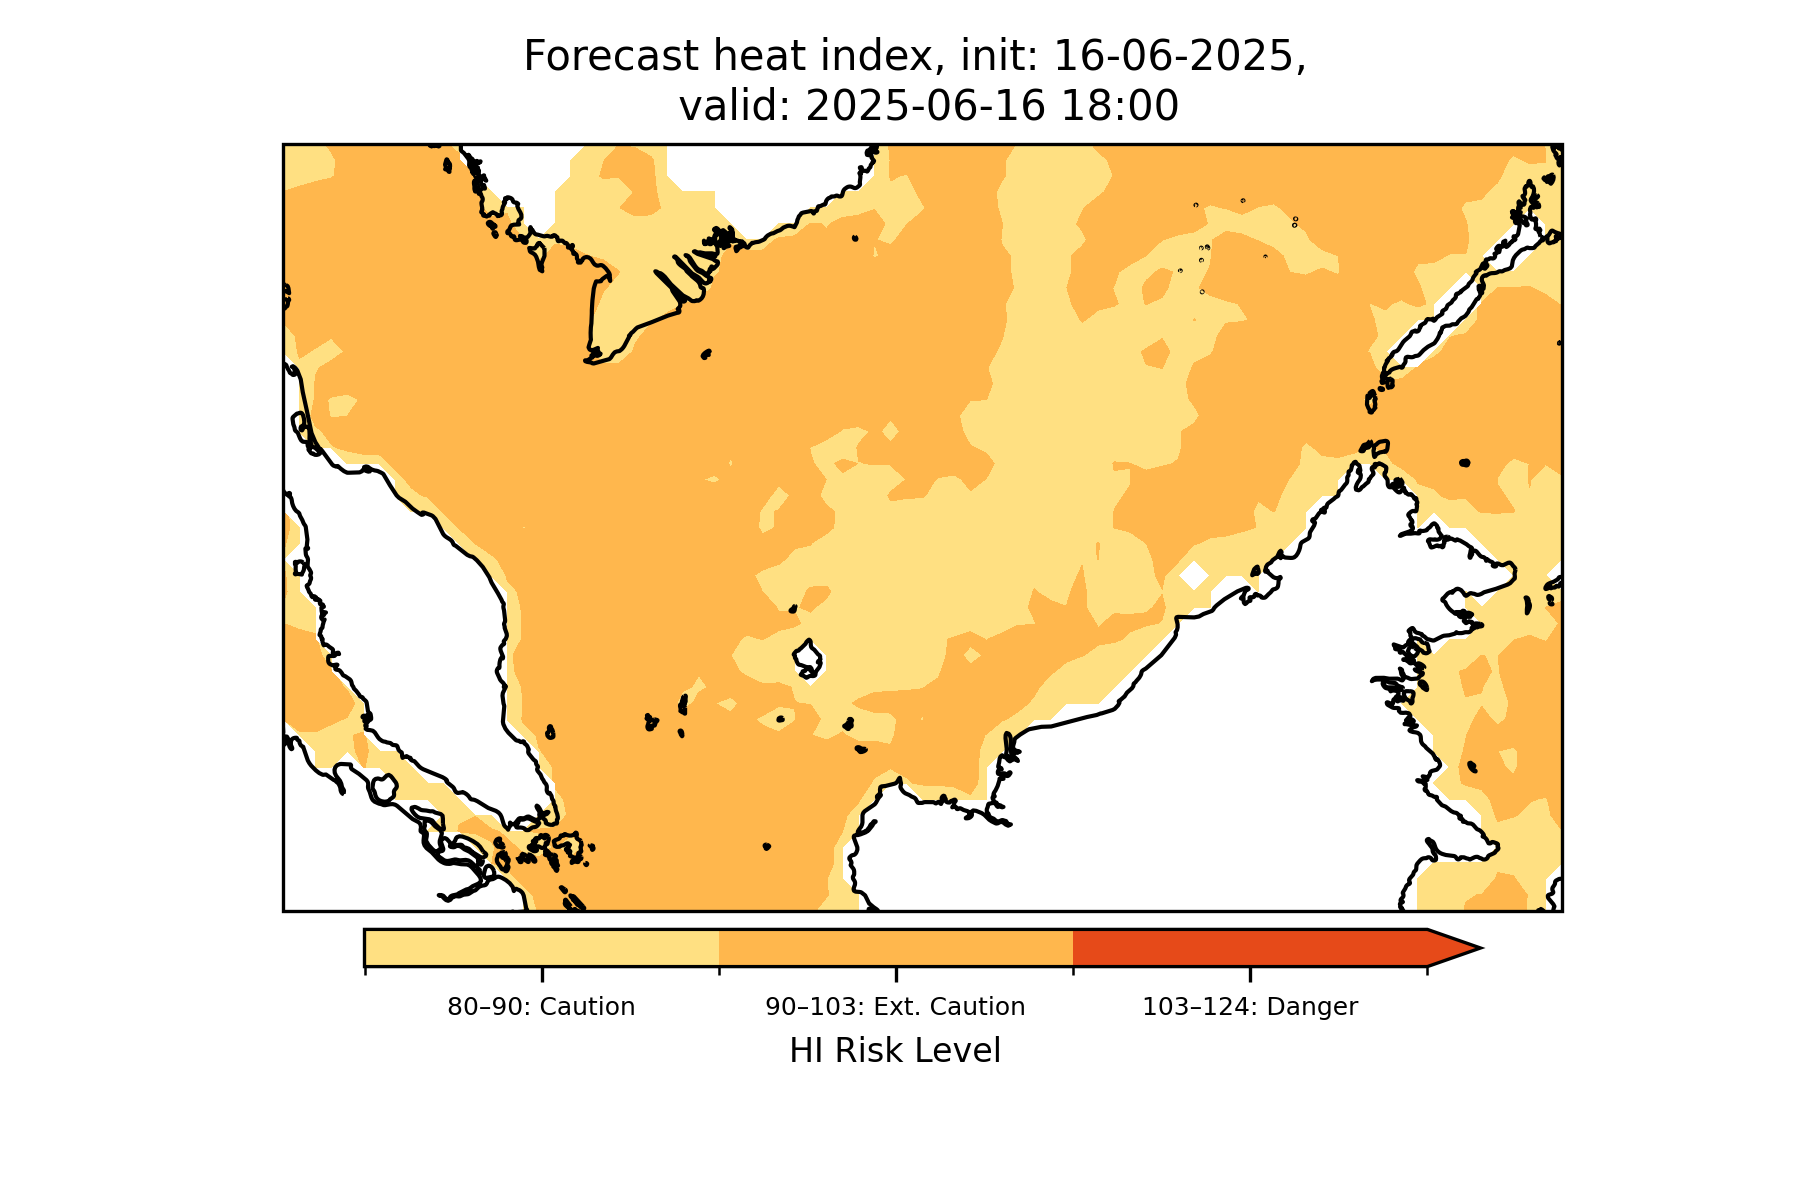 Forecast heat index, init: 16-06-2025,
valid: 2025-06-16 18:00
80–90: Caution
90–103: Ext. Caution
103–124: Danger
HI Risk Level